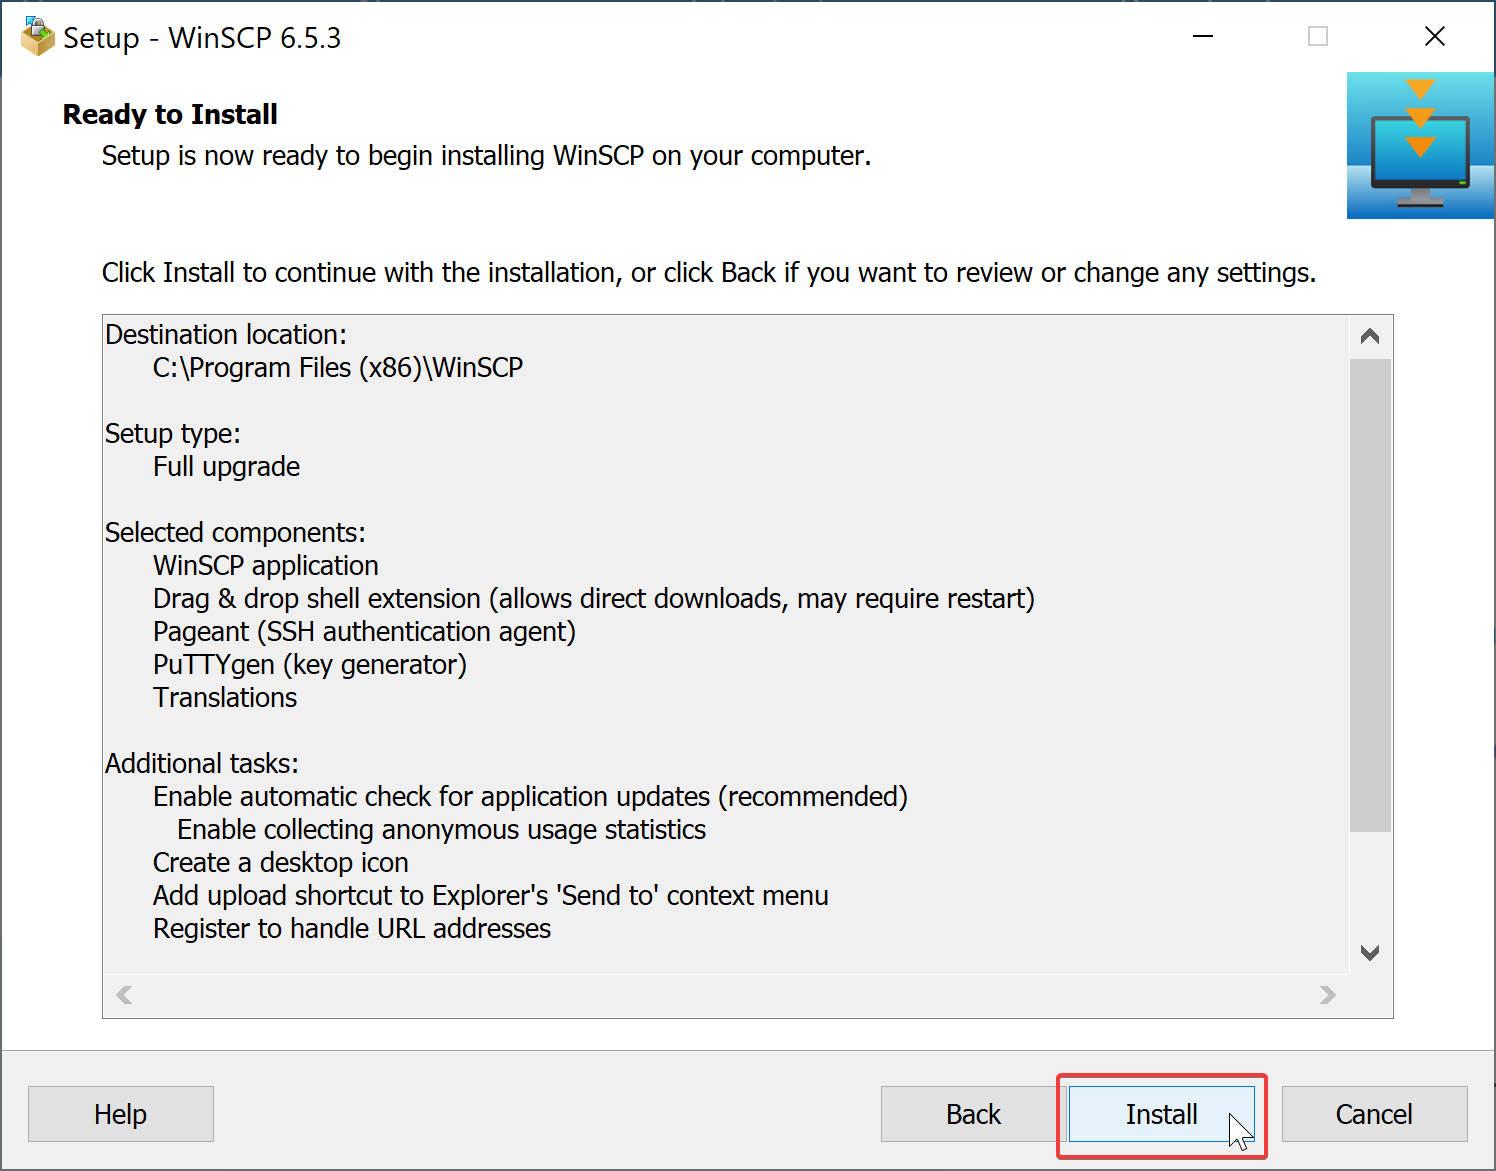 Setup - WinSCP 6.5.3
Ready to Install
Setup is now ready to begin installing WinSCP on your computer.
Click Install to continue with the installation, or click Back if you want to review or change any settings.
Destination location:
C:\Program Files (x86)\WinSCP
Setup type:
Full upgrade
Selected components:
WinSCP application
Drag & drop shell extension (allows direct downloads, may require restart)
Pageant (SSH authentication agent)
PuTTYgen (key generator)
Translations
Additional tasks:
Enable automatic check for application updates (recommended)
Enable collecting anonymous usage statistics
Create a desktop icon
Add upload shortcut to Explorer's 'Send to' context menu
Register to handle URL addresses
Help Back Install Cancel